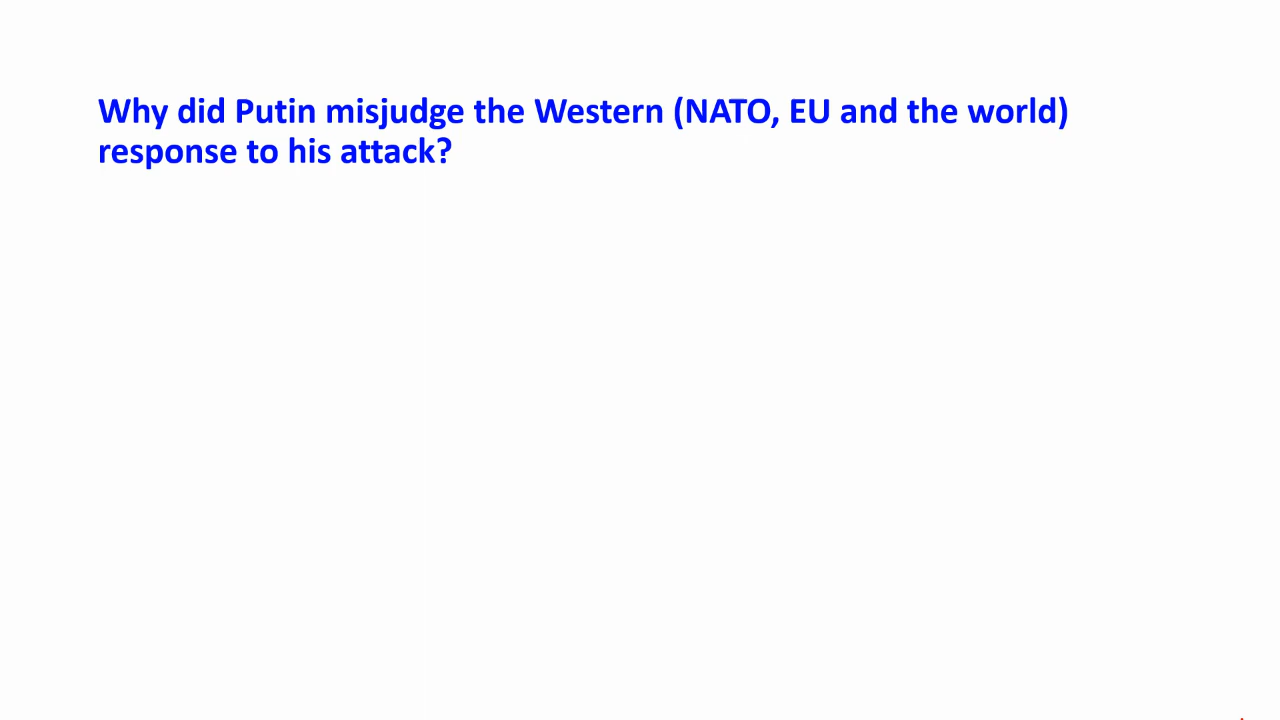 Why did Putin misjudge the Western (NATO, EU and the world)
response to his attack?